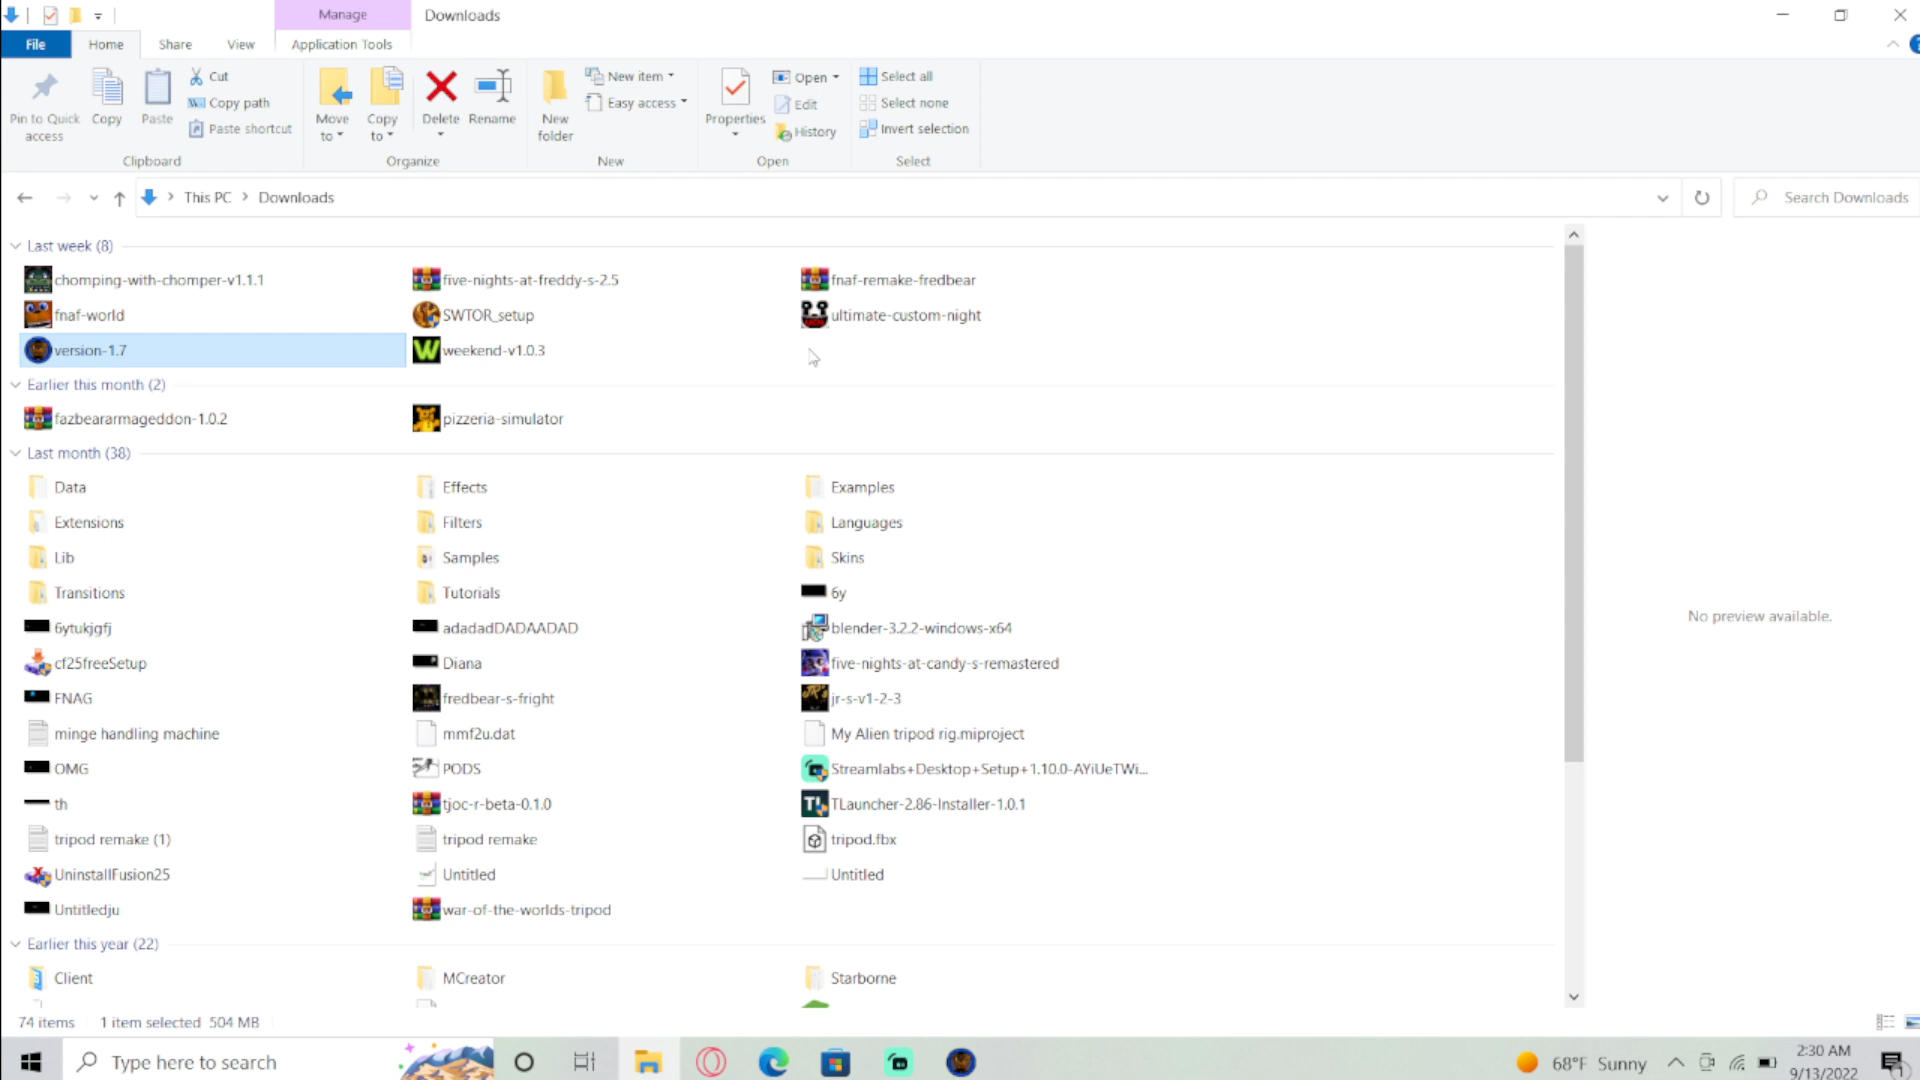 Manage
Downloads
File
Home
Share
View
Application Tools
Pin to Quick access
Copy
Paste
Cut
Copy path
Paste shortcut
Clipboard
Move to
Copy to
Delete
Rename
Organize
New folder
New item
Easy access
New
Properties
Open
Edit
History
Open
Select all
Select none
Invert selection
Select
This PC
Downloads
Search Downloads
Last week (8)
chomping-with-chomper-v1.1.1
five-nights-at-freddy-s-2.5
fnaf-remake-fredbear
fnaf-world
SWTOR_setup
ultimate-custom-night
version-1.7
weekend-v1.0.3
Earlier this month (2)
fazbeararmageddon-1.0.2
pizzeria-simulator
Last month (38)
Data
Effects
Examples
Extensions
Filters
Languages
Lib
Samples
Skins
Transitions
Tutorials
6y
6ytukjgfj
adadadDADAADAD
blender-3.2.2-windows-x64
cf25freeSetup
Diana
five-nights-at-candy-s-remastered
FNAG
fredbear-s-fright
jr-s-v1-2-3
minge handling machine
mmf2u.dat
My Alien tripod rig.miproject
OMG
PODS
Streamlabs+Desktop+Setup+1.10.0-AYiUeTWi...
th
tjoc-r-beta-0.1.0
TLauncher-2.86-Installer-1.0.1
tripod remake (1)
tripod remake
tripod.fbx
UninstallFusion25
Untitled
Untitled
Untitledju
war-of-the-worlds-tripod
Earlier this year (22)
Client
MCreator
Starborne
No preview available.
74 items
1 item selected 504 MB
Type here to search
68°F Sunny
2:30 AM
9/13/2022